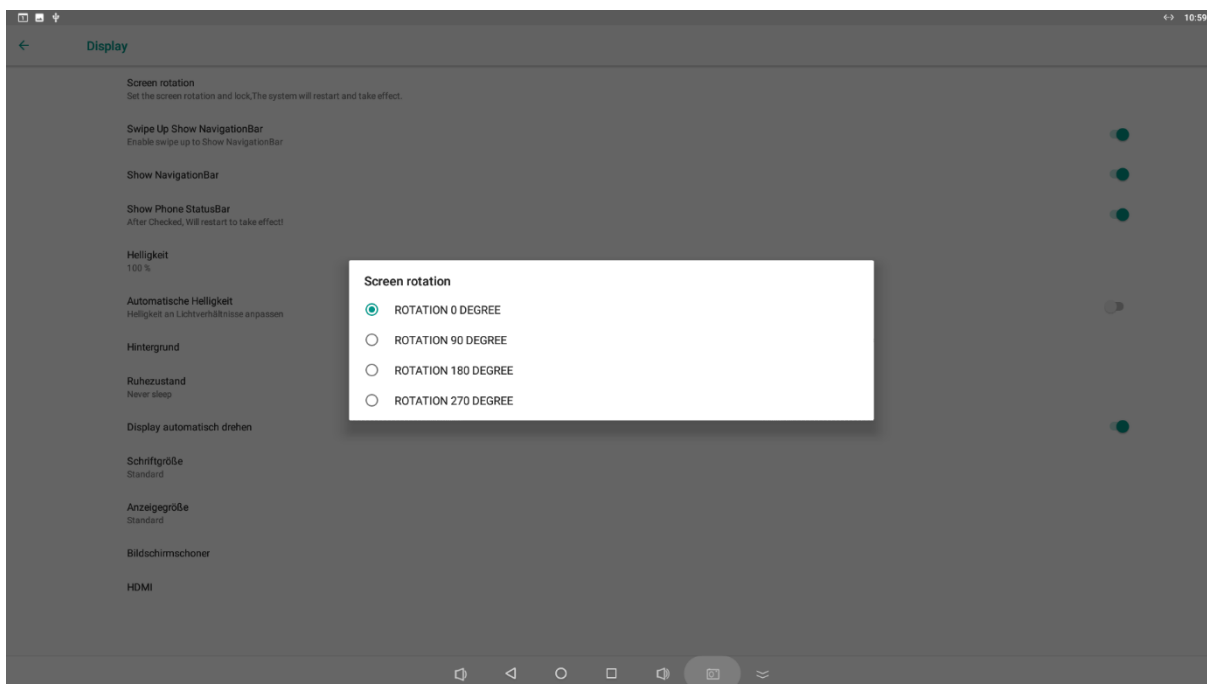 10:59
Display
Screen rotation
Set the screen rotation and lock,The system will restart and take effect.
Swipe Up Show NavigationBar
Enable swipe up to Show NavigationBar
Show NavigationBar
Show Phone StatusBar
After Checked, Will restart to take effect!
Helligkeit
100 %
Automatische Helligkeit
Helligkeit an Lichtverhältnisse anpassen
Hintergrund
Ruhezustand
Never sleep
Display automatisch drehen
Schriftgröße
Standard
Anzeigegröße
Standard
Bildschirmschoner
HDMI
Screen rotation
ROTATION 0 DEGREE
ROTATION 90 DEGREE
ROTATION 180 DEGREE
ROTATION 270 DEGREE